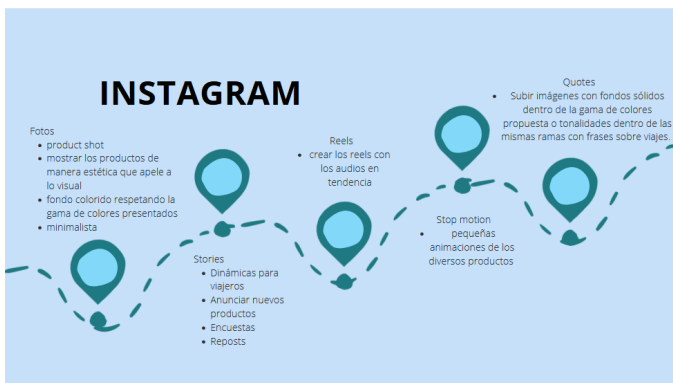 INSTAGRAM
Fotos
• product shot
• mostrar los productos de
manera estética que apele a
lo visual
• fondo colorido respetando la
gama de colores presentados
• minimalista
Stories
• Dinámicas para
viajeros
• Anunciar nuevos
productos
• Encuestas
• Reposts
Reels
• crear los reels con
los audios en
tendencia
Stop motion
• pequeñas
animaciones de los
diversos productos
Quotes
• Subir imágenes con fondos sólidos
dentro de la gama de colores
propuesta o tonalidades dentro de las
mismas ramas con frases sobre viajes.